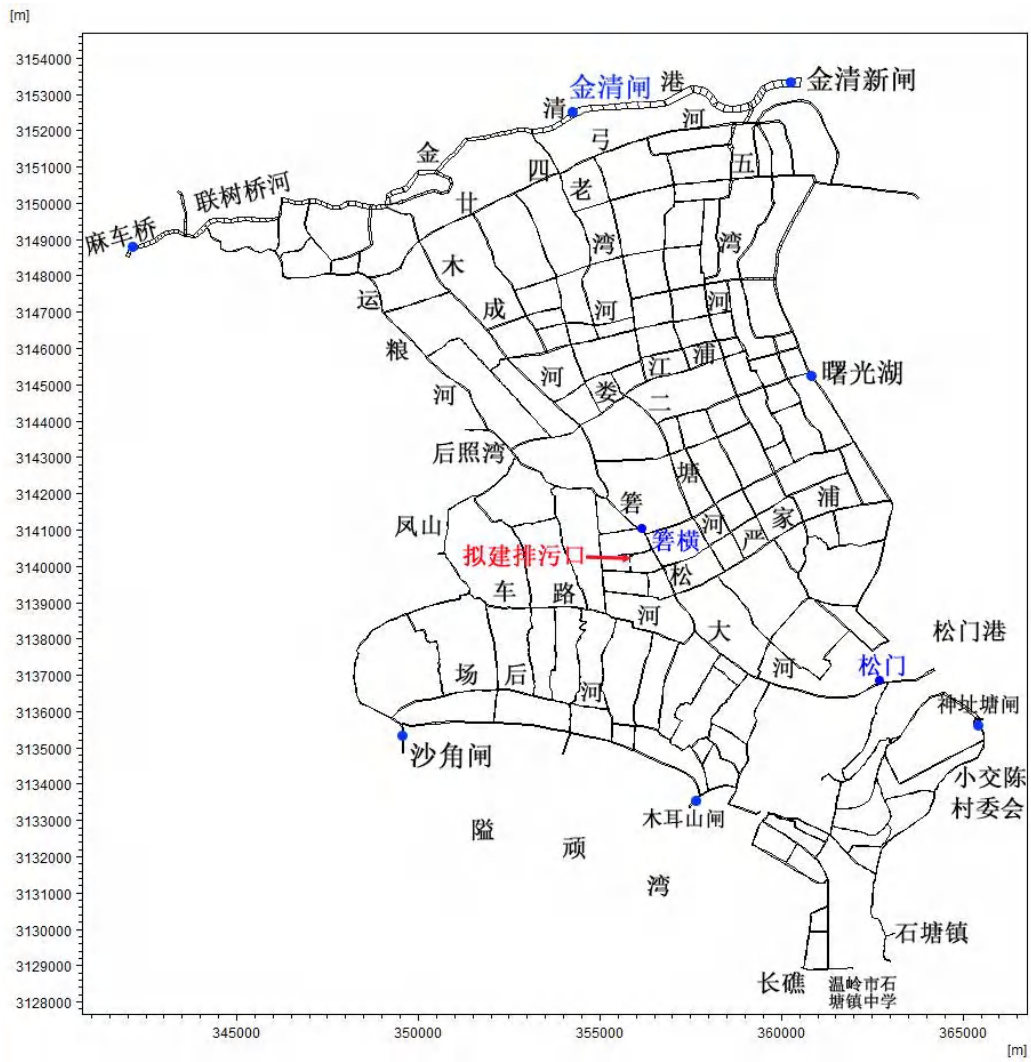 [m]
3154000
3153000
3152000
3151000
3150000
3149000
3148000
3147000
3146000
3145000
3144000
3143000
3142000
3141000
3140000
3139000
3138000
3137000
3136000
3135000
3134000
3133000
3132000
3131000
3130000
3129000
3128000
345000
350000
355000
360000
365000
[m]
金清港
金清闸
金清新闸
联树桥河
麻车桥
廿四弓河
老湾河
五湾河
木成河
运粮河
娄江浦
曙光湖
二塘河
后照湾
箬松大河
箬横
严家浦
凤山
拟建排污口
车路河
松门港
松门
场后河
神址塘闸
沙角闸
小交陈
村委会
木耳山闸
隘顽湾
石塘镇
长礁
温岭市石
塘镇中学